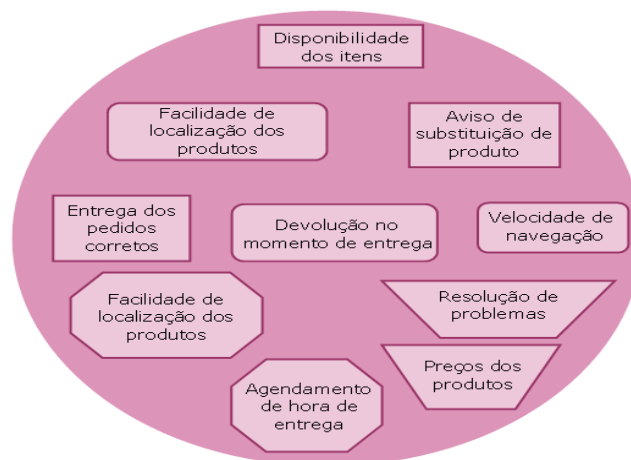 Disponibilidade
dos itens
Facilidade de
localização dos
produtos
Aviso de
substituição de
produto
Entrega dos
pedidos
corretos
Devolução no
momento de entrega
Velocidade de
navegação
Facilidade de
localização dos
produtos
Resolução de
problemas
Preços dos
produtos
Agendamento
de hora de
entrega